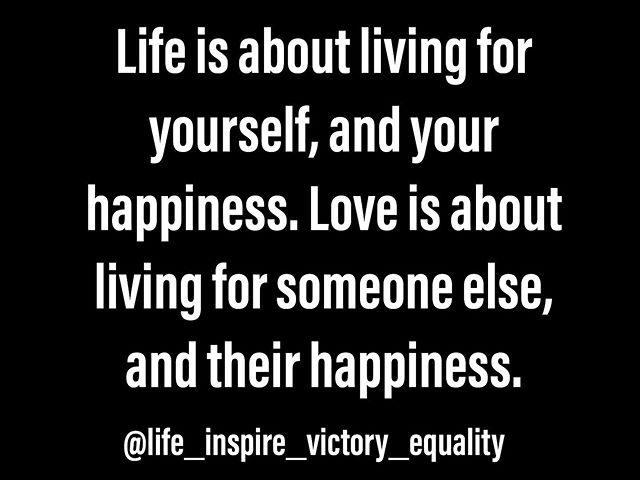 Life is about living for
yourself, and your
happiness. Love is about
living for someone else,
and their happiness.
@life_inspire_victory_equality